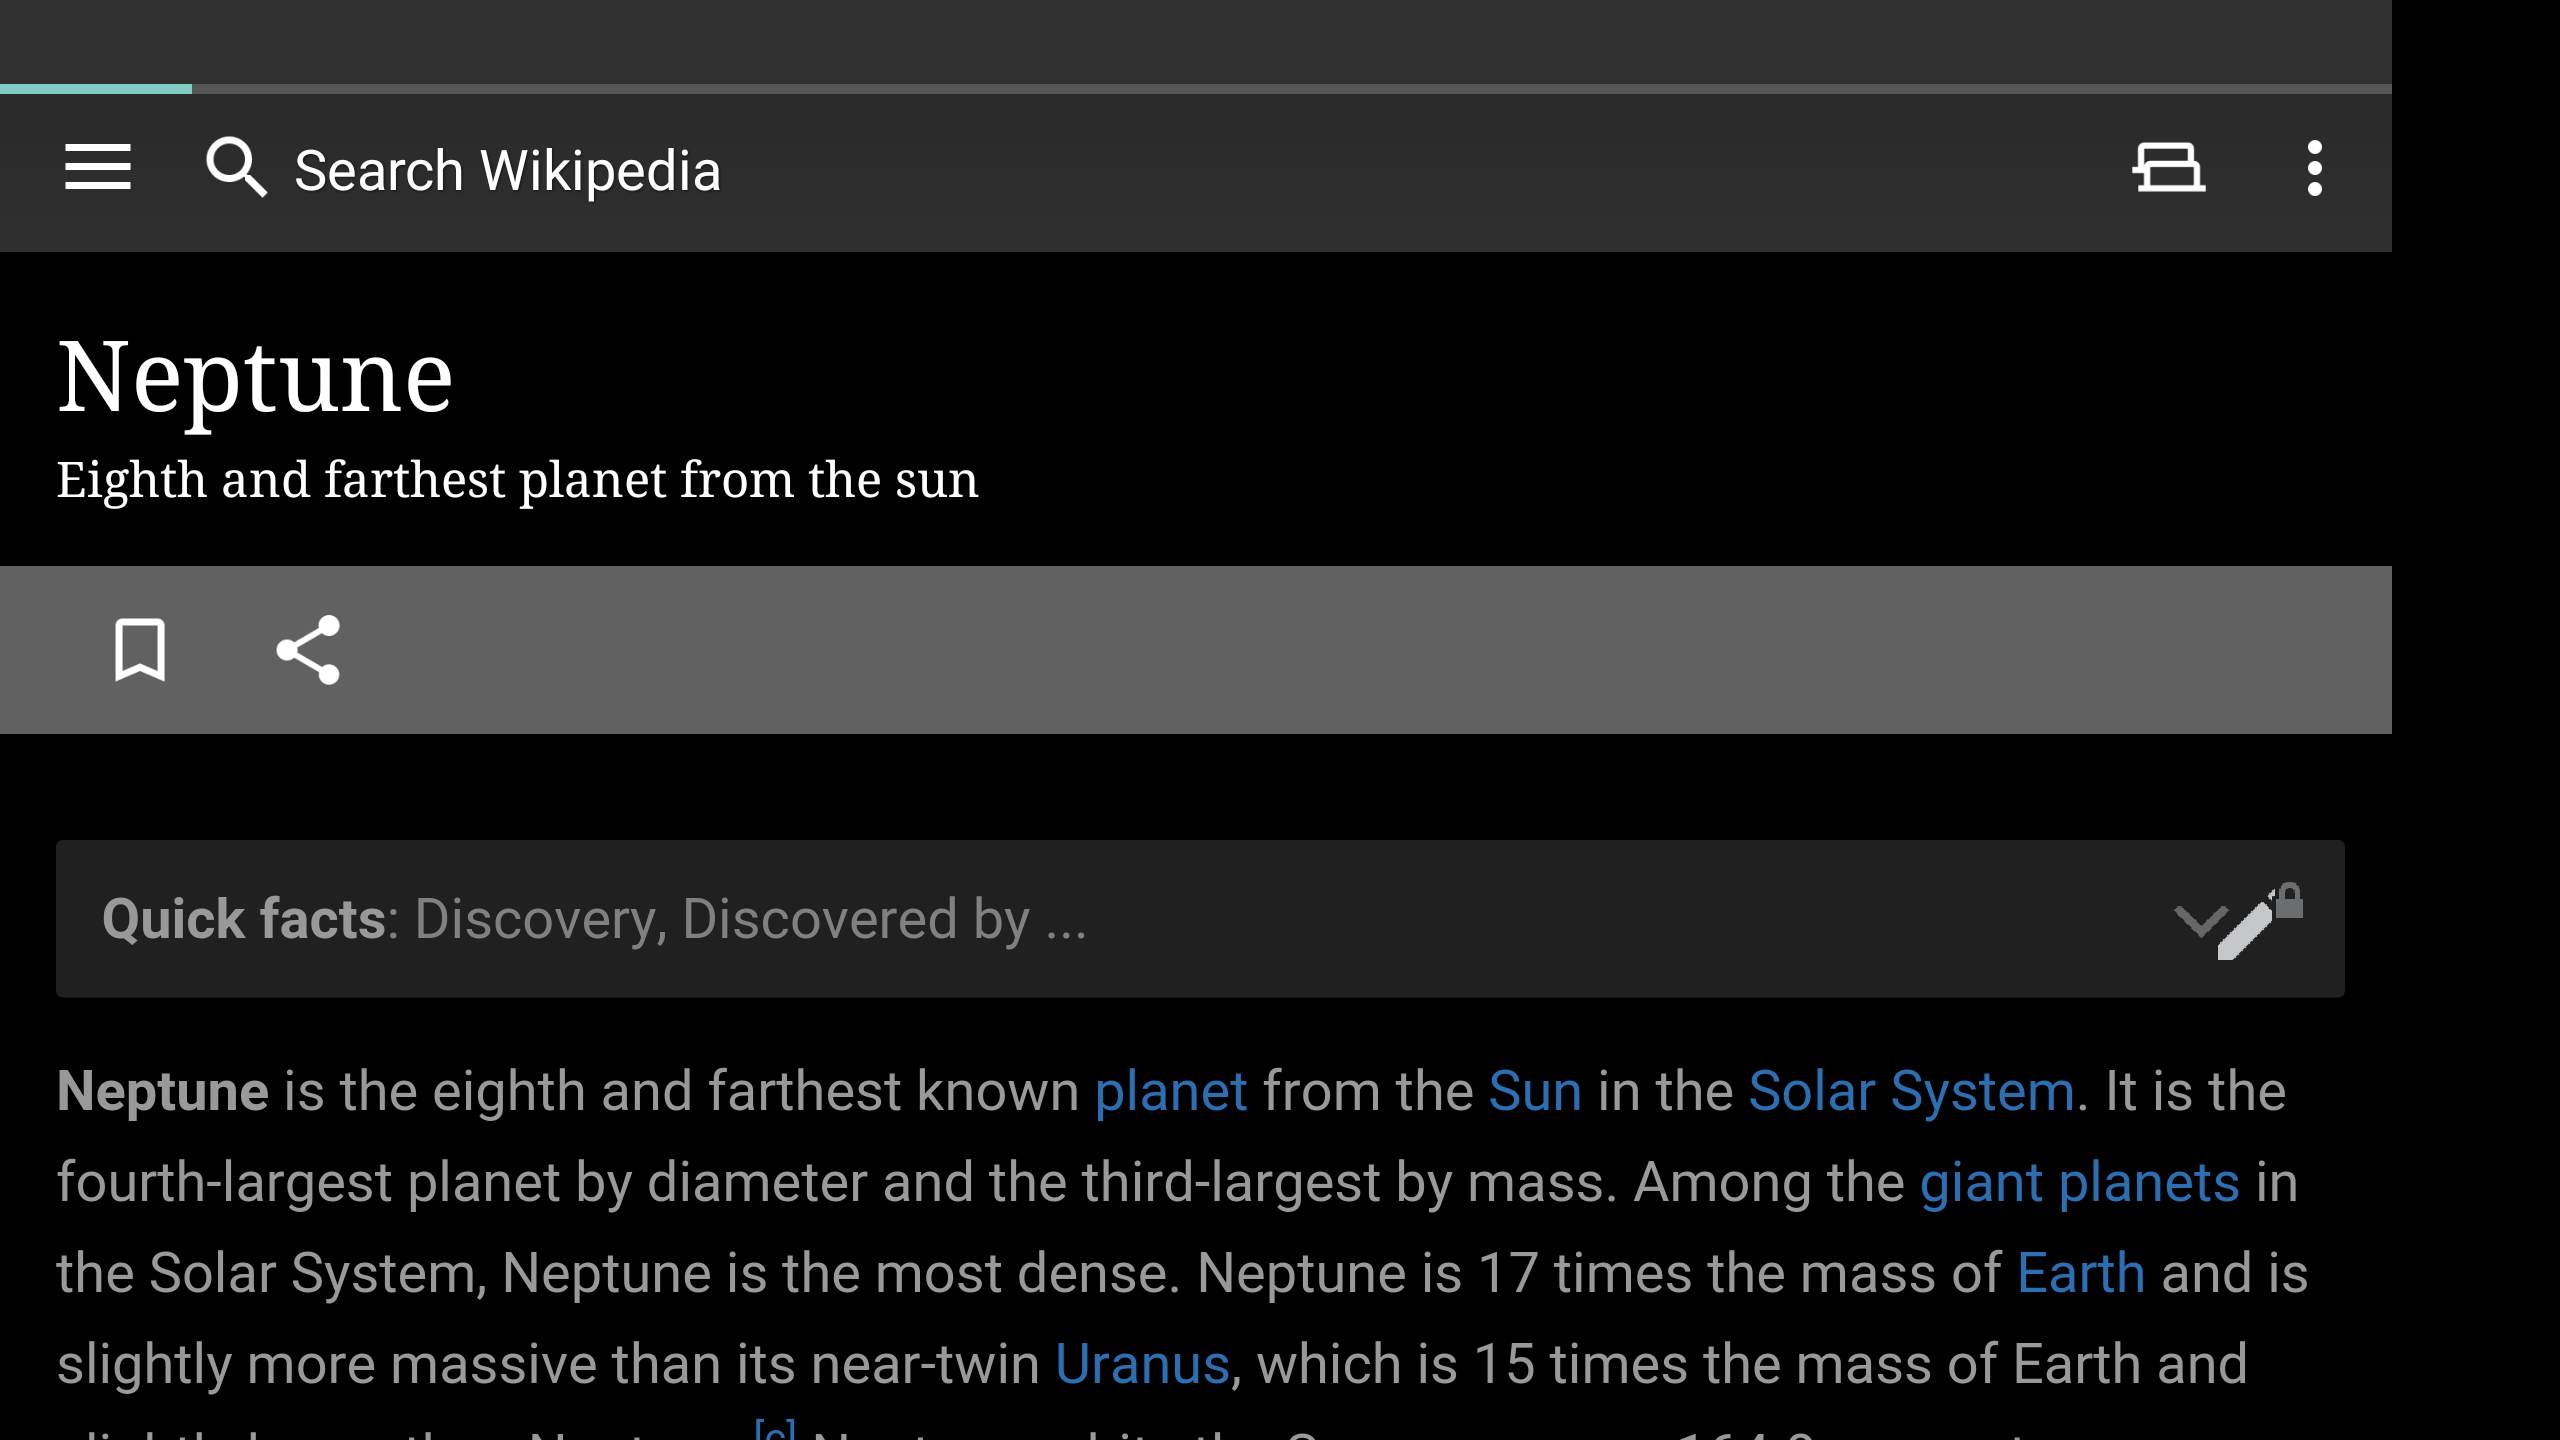 Search Wikipedia
Neptune
Eighth and farthest planet from the sun
Quick facts: Discovery, Discovered by ...
Neptune is the eighth and farthest known planet from the Sun in the Solar System. It is the
fourth-largest planet by diameter and the third-largest by mass. Among the giant planets in
the Solar System, Neptune is the most dense. Neptune is 17 times the mass of Earth and is
slightly more massive than its near-twin Uranus, which is 15 times the mass of Earth and